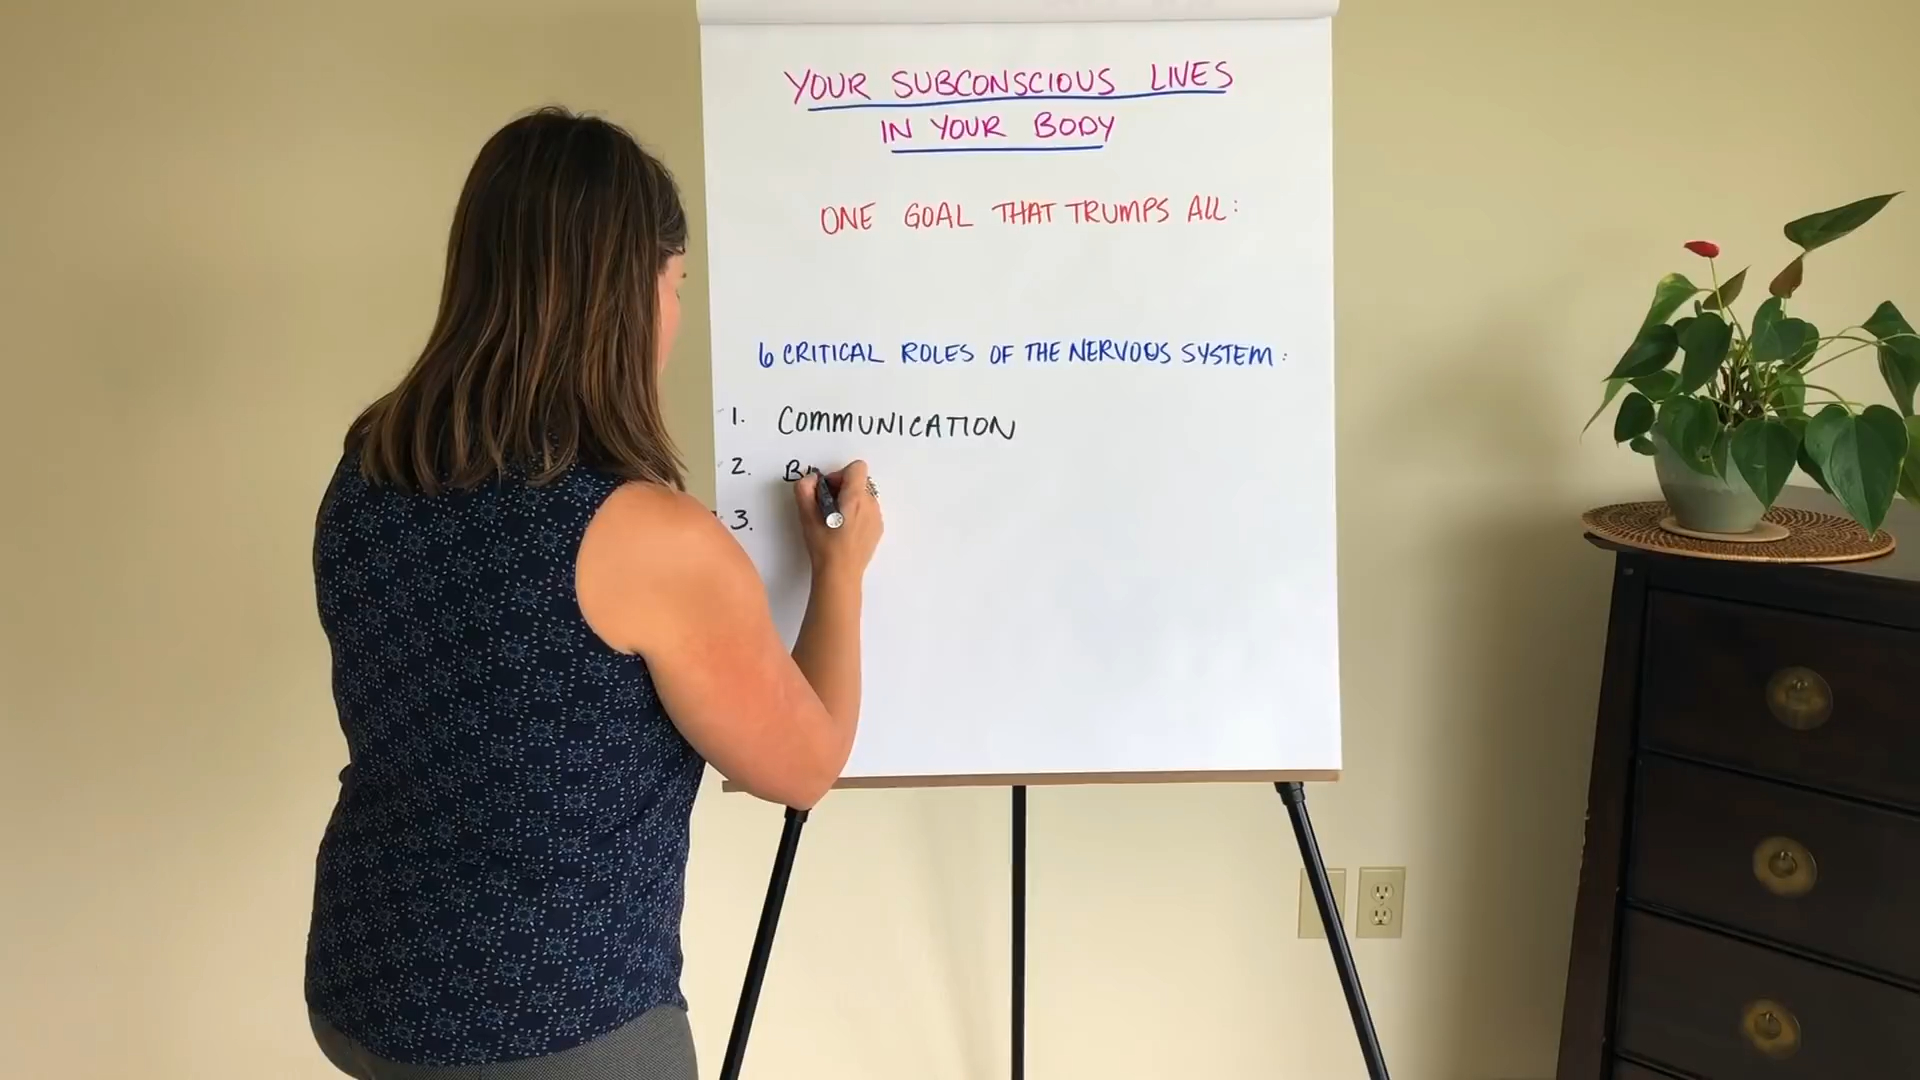 YOUR SUBCONSCIOUS LIVES
IN YOUR BODY
ONE GOAL THAT TRUMPS ALL:
6 CRITICAL ROLES OF THE NERVOUS SYSTEM:
1. COMMUNICATION
2.
3.